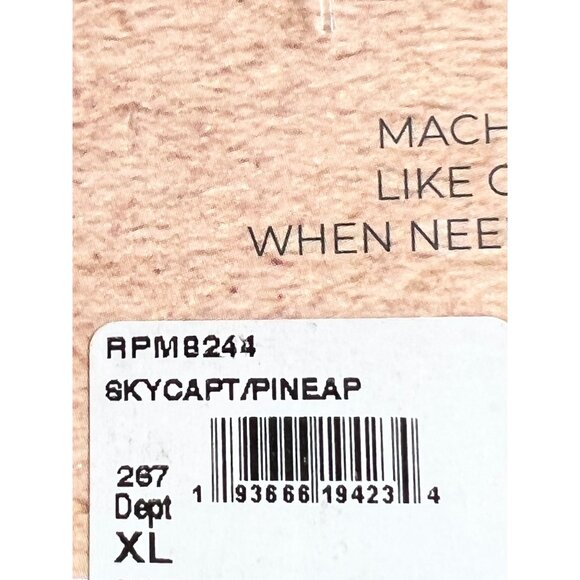 MACH
LIKE C
WHEN NEE
RPM8244
SKYCAPT/PINEAP
267
Dept
XL
1 93666 19423 4